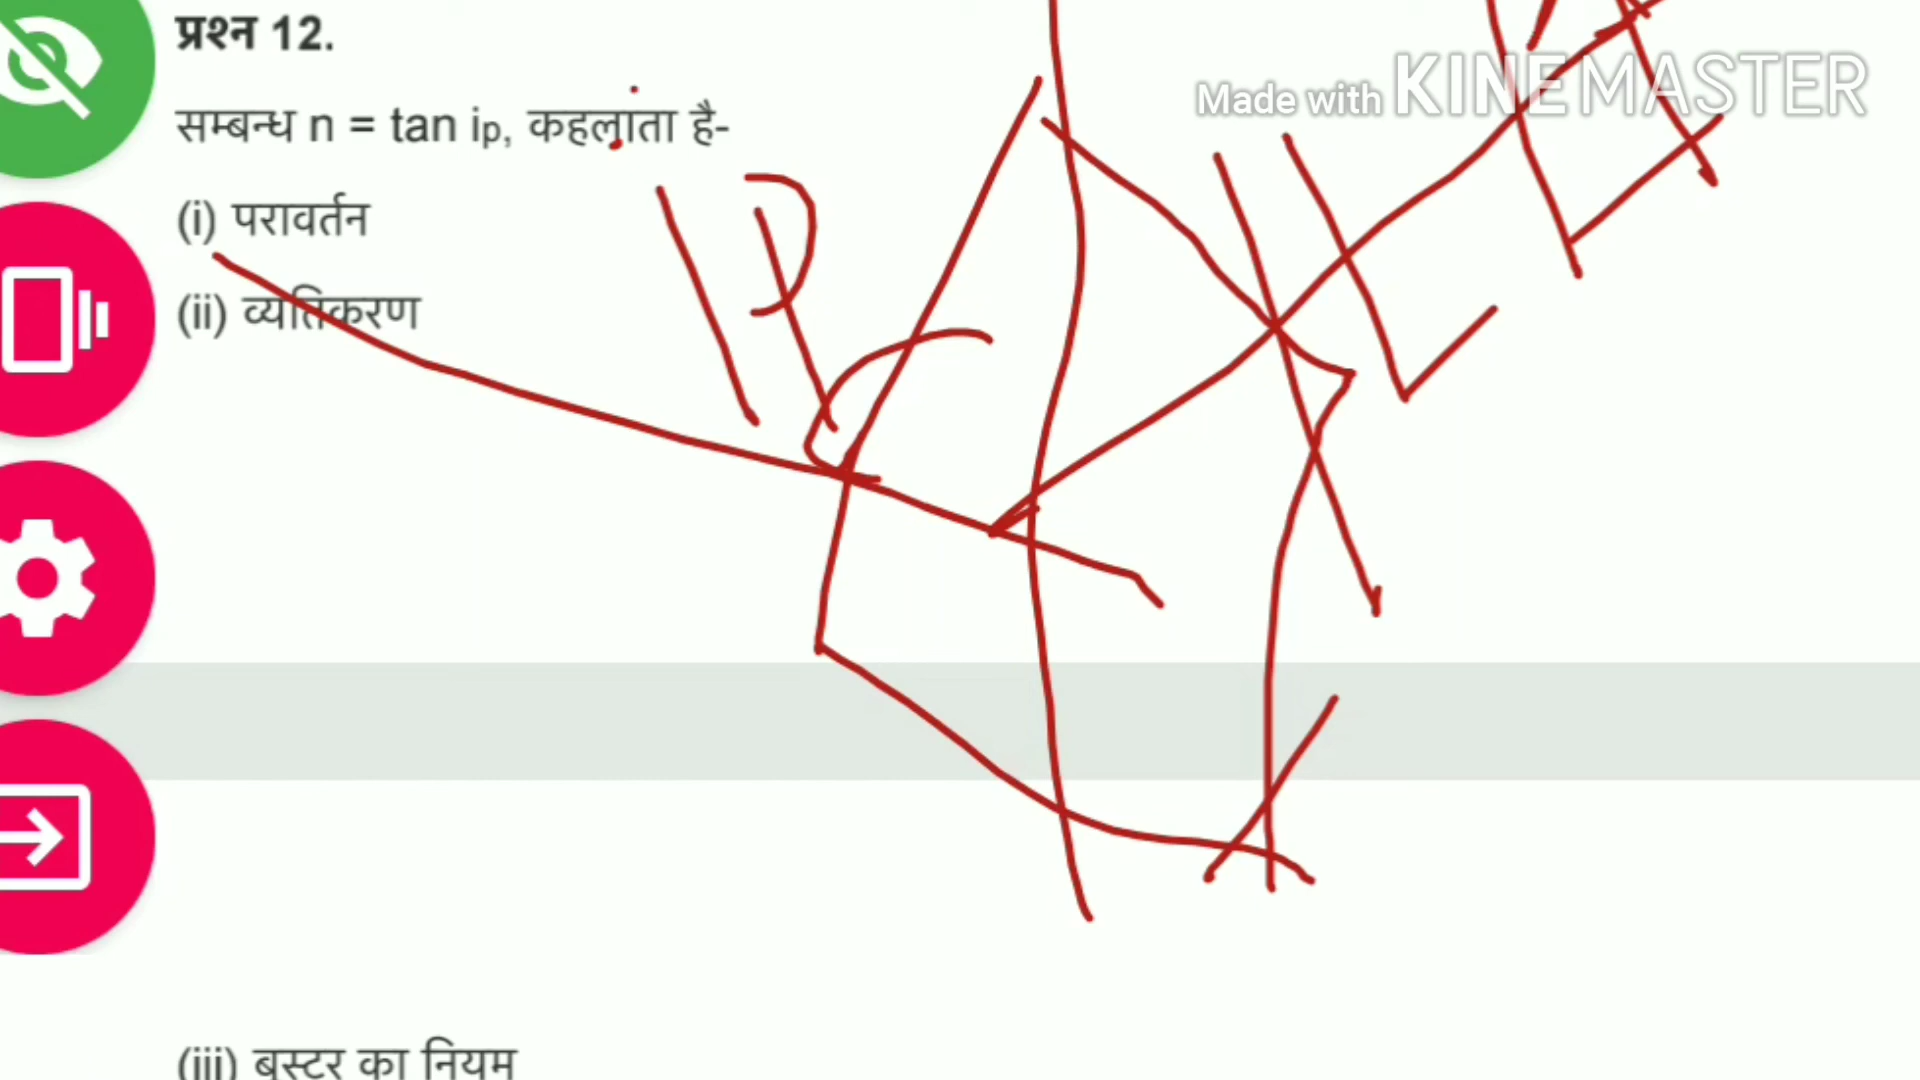 प्रश्न 12.
Made with KINEMASTER
सम्बन्ध n = tan ip, कहलाता है-
(i) परावर्तन
(ii) व्यतिकरण
(iii) ब्रूस्टर का नियम